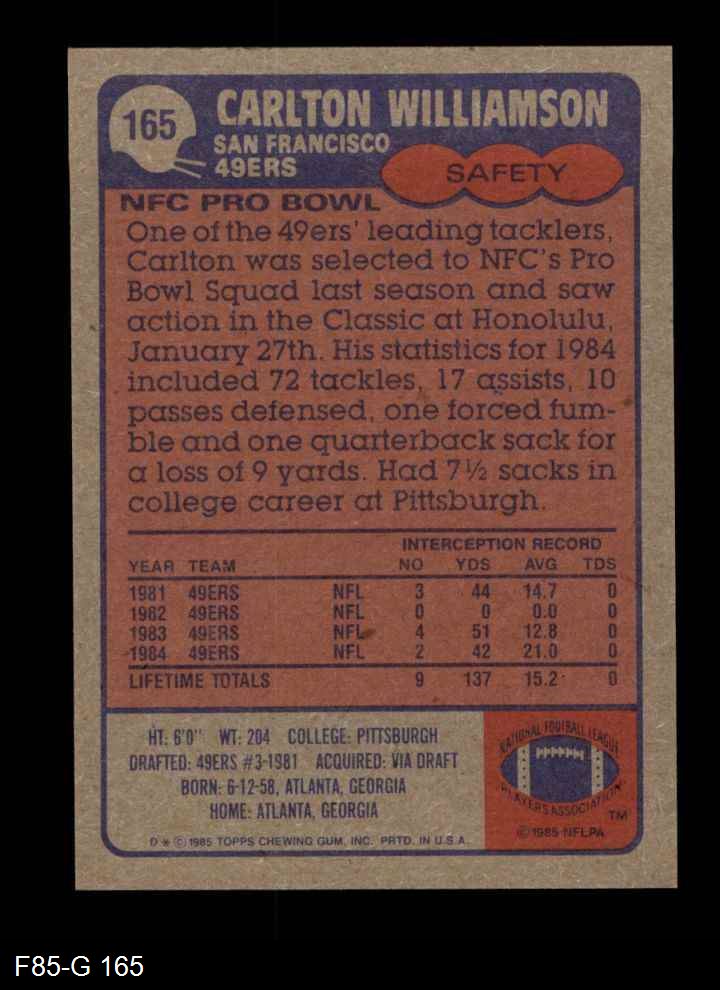 165
CARLTON WILLIAMSON
SAN FRANCISCO
49ERS
SAFETY
NFC PRO BOWL
One of the 49ers' leading tacklers,
Carlton was selected to NFC's Pro
Bowl Squad last season and saw
action in the Classic at Honolulu,
January 27th. His statistics for 1984
included 72 tackles, 17 assists, 10
passes defensed, one forced fum-
ble and one quarterback sack for
a loss of 9 yards. Had 7½ sacks in
college career at Pittsburgh.
INTERCEPTION RECORD
YEAR TEAM NO YDS AVG TDS
1981 49ERS NFL 3 44 14.7 0
1982 49ERS NFL 0 0 0.0 0
1983 49ERS NFL 4 51 12.8 0
1984 49ERS NFL 2 42 21.0 0
LIFETIME TOTALS 9 137 15.2 0
HT: 6'0" WT: 204 COLLEGE: PITTSBURGH
DRAFTED: 49ERS #3-1981 ACQUIRED: VIA DRAFT
BORN: 6-12-58, ATLANTA, GEORGIA
HOME: ATLANTA, GEORGIA
D * © 1985 TOPPS CHEWING GUM, INC. PRTD. IN U.S.A.
NATIONAL FOOTBALL LEAGUE
PLAYERS ASSOCIATION
TM
© 1985 NFLPA
F85-G 165